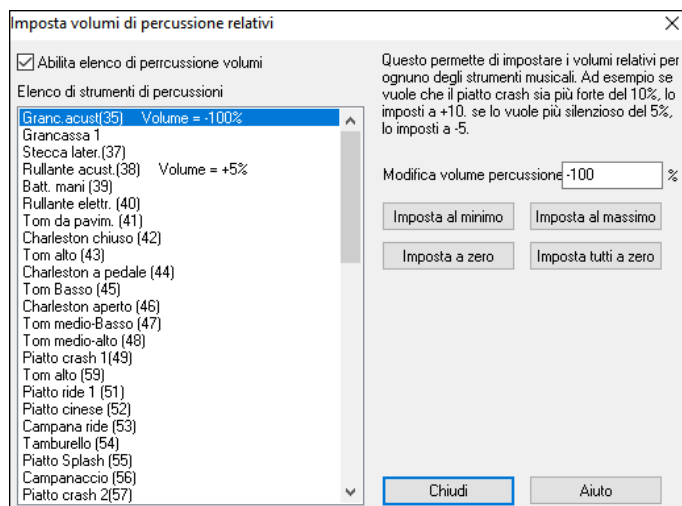 Imposta volumi di percussione relativi
Abilita elenco di perrcussione volumi
Elenco di strumenti di percussioni
Granc.acust(35) Volume = -100%
Grancassa 1
Stecca later.(37)
Rullante acust.(38) Volume = +5%
Batt. mani (39)
Rullante elettr. (40)
Tom da pavim. (41)
Charleston chiuso (42)
Tom alto (43)
Charleston a pedale (44)
Tom Basso (45)
Charleston aperto (46)
Tom medio-Basso (47)
Tom medio-alto (48)
Piatto crash 1(49)
Tom alto (59)
Piatto ride 1 (51)
Piatto cinese (52)
Campana ride (53)
Tamburello (54)
Piatto Splash (55)
Campanaccio (56)
Piatto crash 2(57)
Questo permette di impostare i volumi relativi per
ognuno degli strumenti musicali. Ad esempio se
vuole che il piatto crash sia più forte del 10%, lo
imposti a +10. se lo vuole più silenzioso del 5%,
lo imposti a -5.
Modifica volume percussione -100 %
Imposta al minimo Imposta al massimo
Imposta a zero Imposta tutti a zero
Chiudi Aiuto